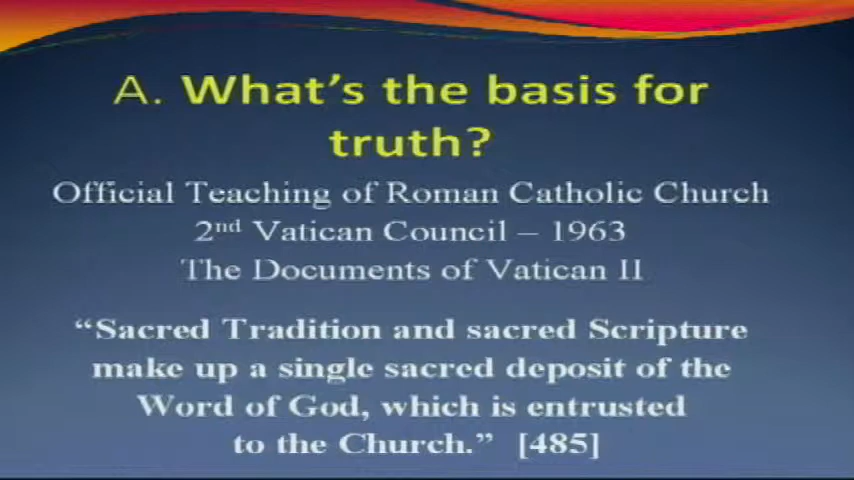 A. What's the basis for
truth?
Official Teaching of Roman Catholic Church
2nd Vatican Council – 1963
The Documents of Vatican II
“Sacred Tradition and sacred Scripture
make up a single sacred deposit of the
Word of God, which is entrusted
to the Church.” [485]